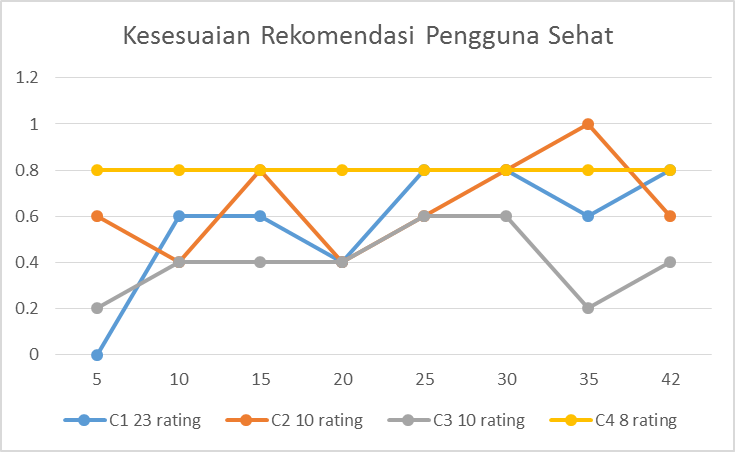 Kesesuaian Rekomendasi Pengguna Sehat
1.2
1
0.8
0.6
0.4
0.2
0
5 10 15 20 25 30 35 42
C1 23 rating C2 10 rating C3 10 rating C4 8 rating